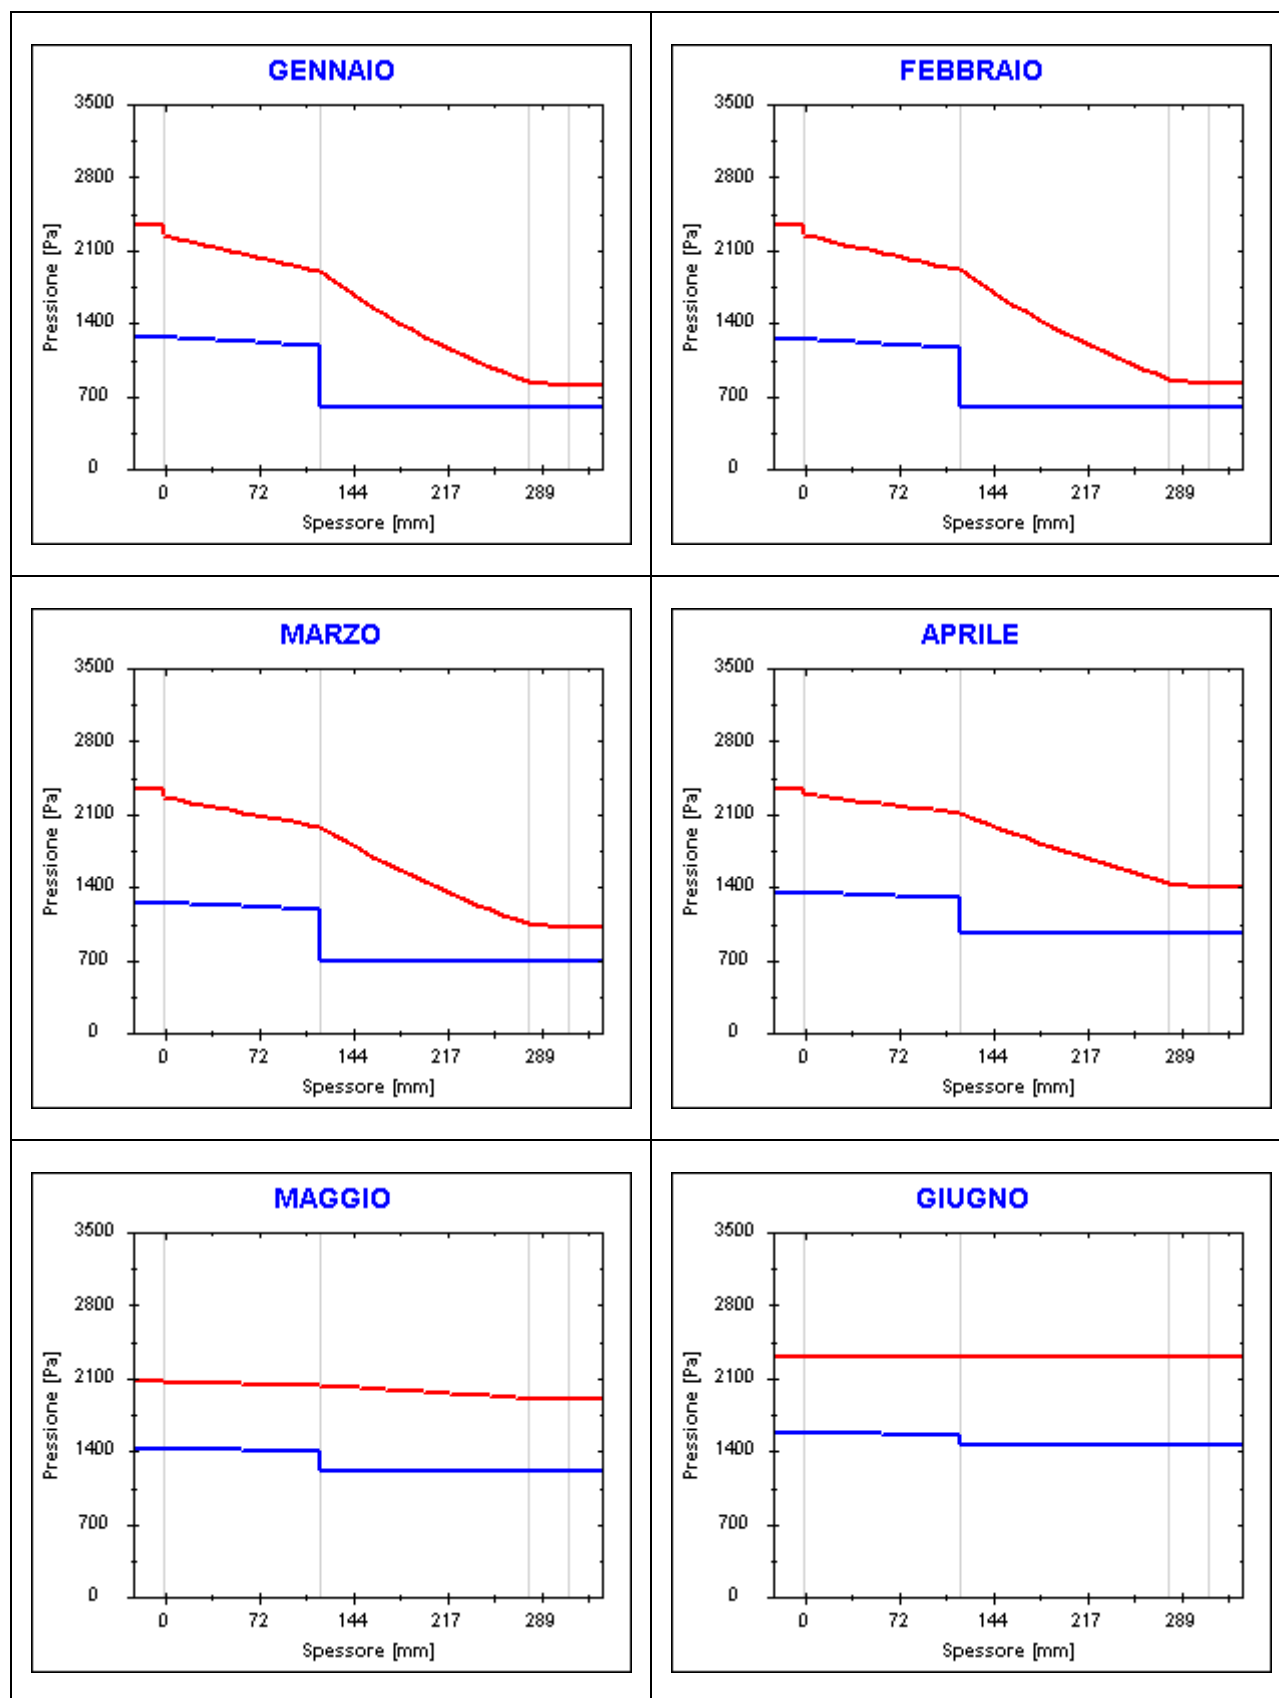 GENNAIO
3500
2800
2100
1400
700
0
Pressione [Pa]
0 72 144 217 289
Spessore [mm]
FEBBRAIO
3500
2800
2100
1400
700
0
Pressione [Pa]
0 72 144 217 289
Spessore [mm]
MARZO
3500
2800
2100
1400
700
0
Pressione [Pa]
0 72 144 217 289
Spessore [mm]
APRILE
3500
2800
2100
1400
700
0
Pressione [Pa]
0 72 144 217 289
Spessore [mm]
MAGGIO
3500
2800
2100
1400
700
0
Pressione [Pa]
0 72 144 217 289
Spessore [mm]
GIUGNO
3500
2800
2100
1400
700
0
Pressione [Pa]
0 72 144 217 289
Spessore [mm]